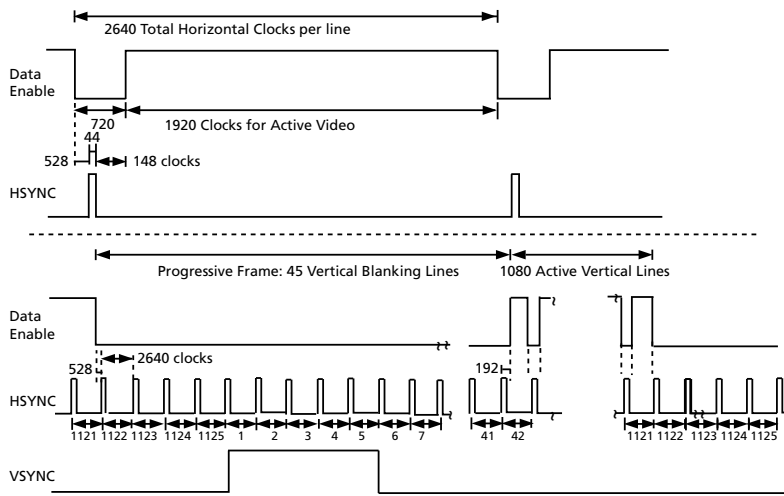 2640 Total Horizontal Clocks per line
Data
Enable
720
1920 Clocks for Active Video
44
528
148 clocks
HSYNC
Progressive Frame: 45 Vertical Blanking Lines
1080 Active Vertical Lines
Data
Enable
528
2640 clocks
192
HSYNC
1121 1122 1123 1124 1125 1 2 3 4 5 6 7 41 42 1121 1122 1123 1124 1125
VSYNC